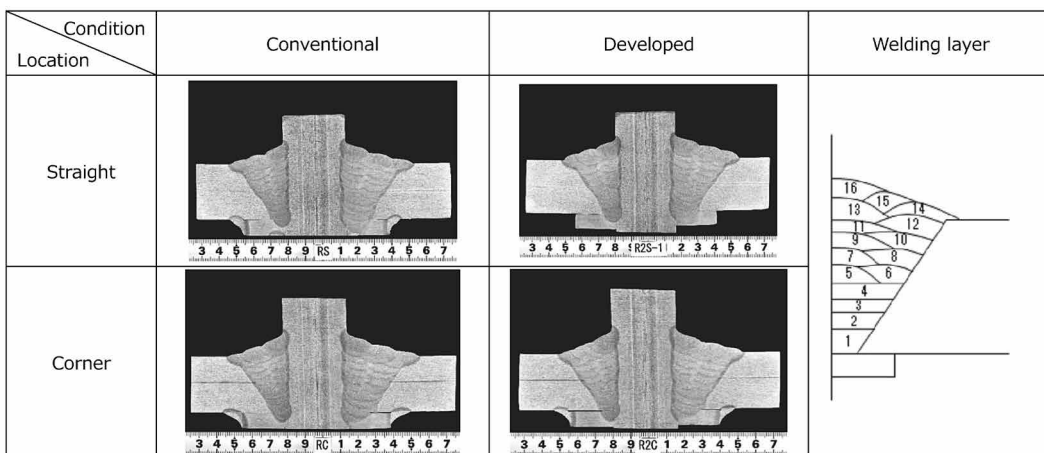 Condition
Location
Conventional
Developed
Welding layer
Straight
3 4 5 6 7 8 9 RS 1 2 3 4 5 6 7
3 4 5 6 7 8 R2S-1 2 3 4 5 6 7
Corner
3 4 5 6 7 8 9 RC 1 2 3 4 5 6 7
3 4 5 6 7 8 9 R2C 1 2 3 4 5 6 7
16
15
14
13
12
11
10
9
8
7
5
6
4
3
2
1